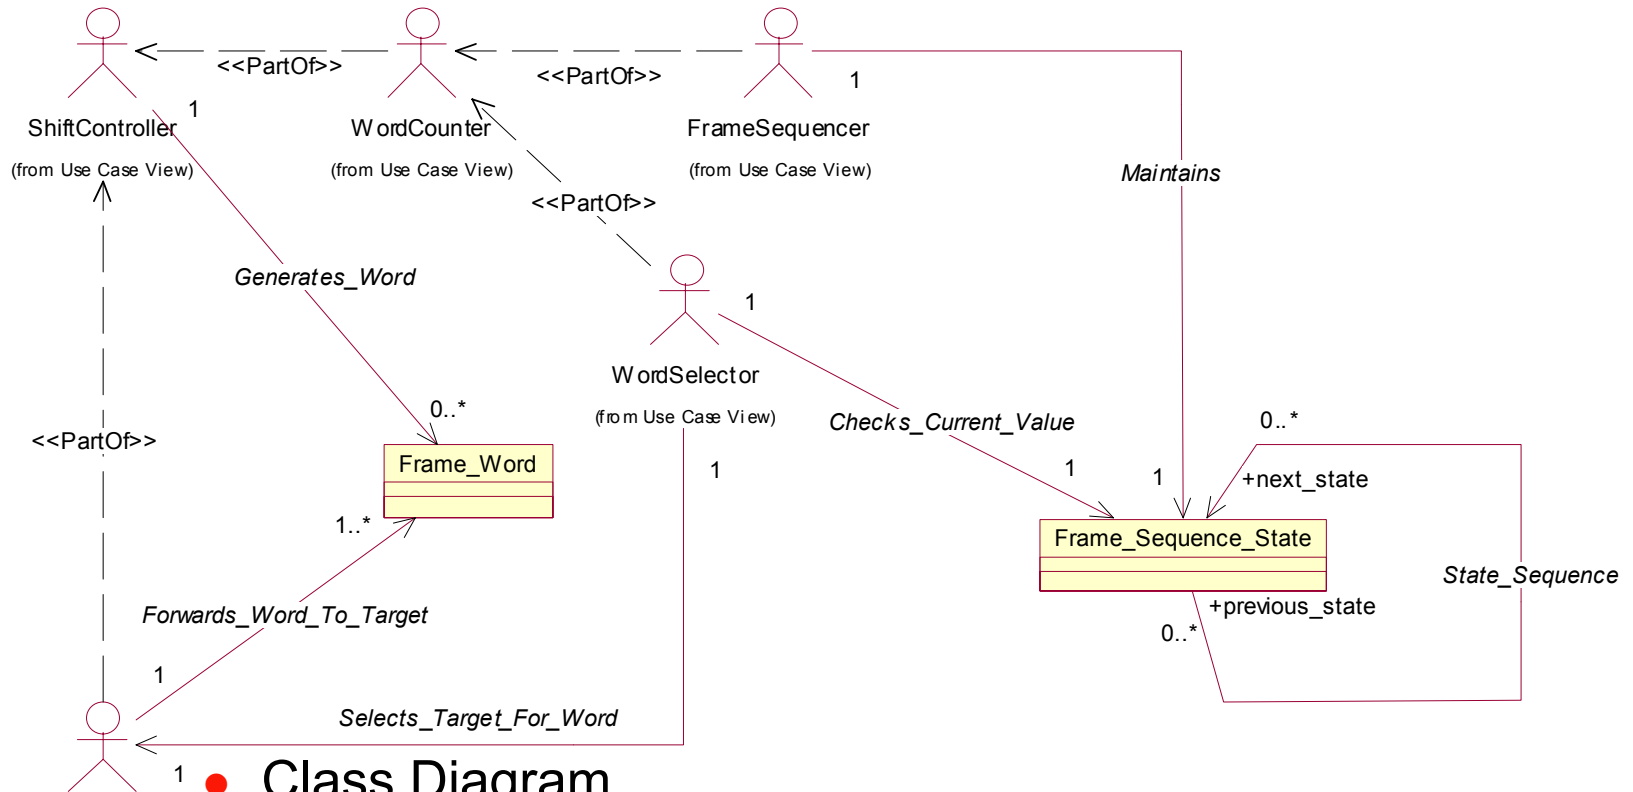 <<PartOf>>
<<PartOf>>
1
1
ShiftController
WordCounter
FrameSequencer
(from Use Case View)
(from Use Case View)
(from Use Case View)
Maintains
<<PartOf>>
Generates_Word
1
WordSelector
(from Use Case View)
0..*
Checks_Current_Value
0..*
<<PartOf>>
Frame_Word
1
1
1
+next_state
1..*
Frame_Sequence_State
State_Sequence
+previous_state
0..*
Forwards_Word_To_Target
1
Selects_Target_For_Word
1
• Class Diagram